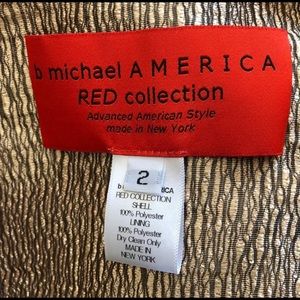 b michael AMERICA
RED collection
Advanced American Style
made in New York
2
RED COLLECTION
SHELL
100% Polyester
LINING
100% Polyester
Dry Clean Only
MADE IN
NEW YORK